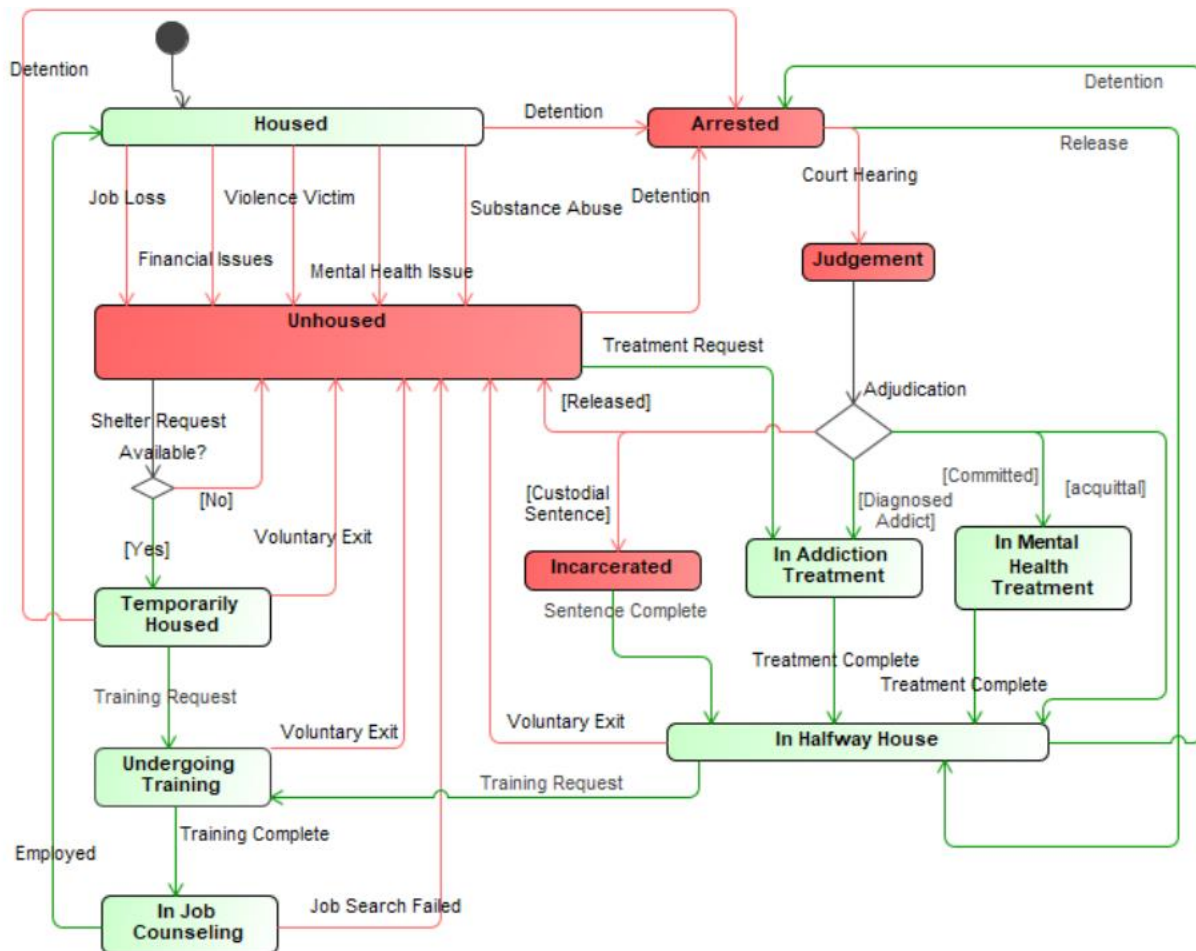 Detention
Detention
Housed
Detention
Arrested
Release
Job Loss
Violence Victim
Substance Abuse
Detention
Court Hearing
Financial Issues
Mental Health Issue
Judgement
Unhoused
Treatment Request
Adjudication
[Released]
Shelter Request
Available?
[No]
[Custodial
Sentence]
[Diagnosed
Addict]
[Committed]
[acquittal]
[Yes]
Voluntary Exit
Incarcerated
In Addiction
Treatment
In Mental
Health
Treatment
Temporarily
Housed
Sentence Complete
Treatment Complete
Treatment Complete
Training Request
Voluntary Exit
Voluntary Exit
In Halfway House
Undergoing
Training
Training Request
Training Complete
Employed
In Job
Counseling
Job Search Failed